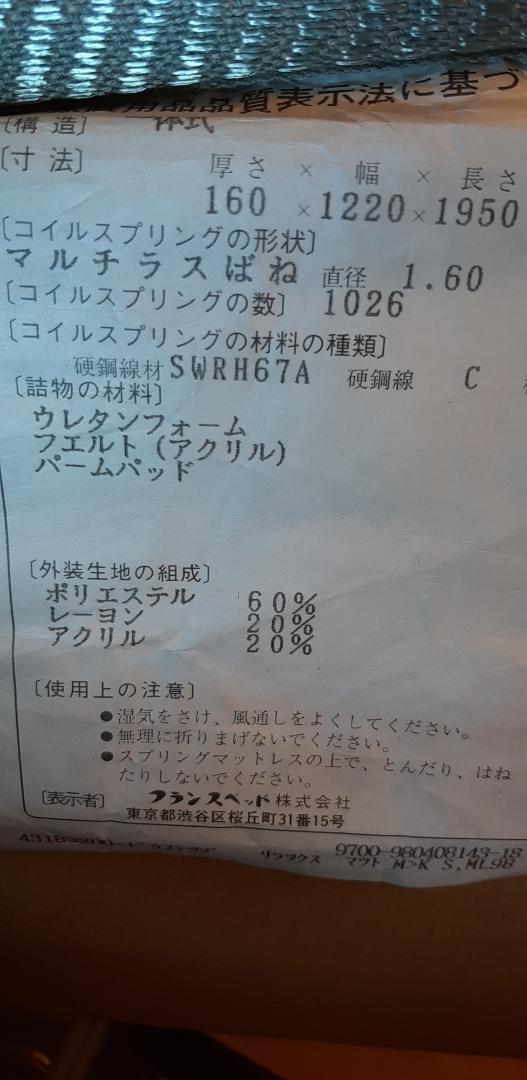 用品品質表示法に基づ
〔構造〕 一体式
〔寸法〕 厚さ × 幅 × 長さ
160 × 1220 × 1950
〔コイルスプリングの形状〕
マルチラスばね 直径 1.60
〔コイルスプリングの数〕 1026
〔コイルスプリングの材料の種類〕
硬鋼線材 SWRH67A 硬鋼線 C
〔詰物の材料〕
ウレタンフォーム
フエルト (アクリル)
パームパッド
〔外装生地の組成〕
ポリエステル 60%
レーヨン 20%
アクリル 20%
〔使用上の注意〕
●湿気をさけ、風通しをよくしてください。
●無理に折りまげないでください。
●スプリングマットレスの上で、とんだり、はね
たりしないでください。
〔表示者〕 フランスベッド株式会社
東京都渋谷区桜丘町31番15号
リラックス 9700-980408143-18
マツト M>K S,ML98